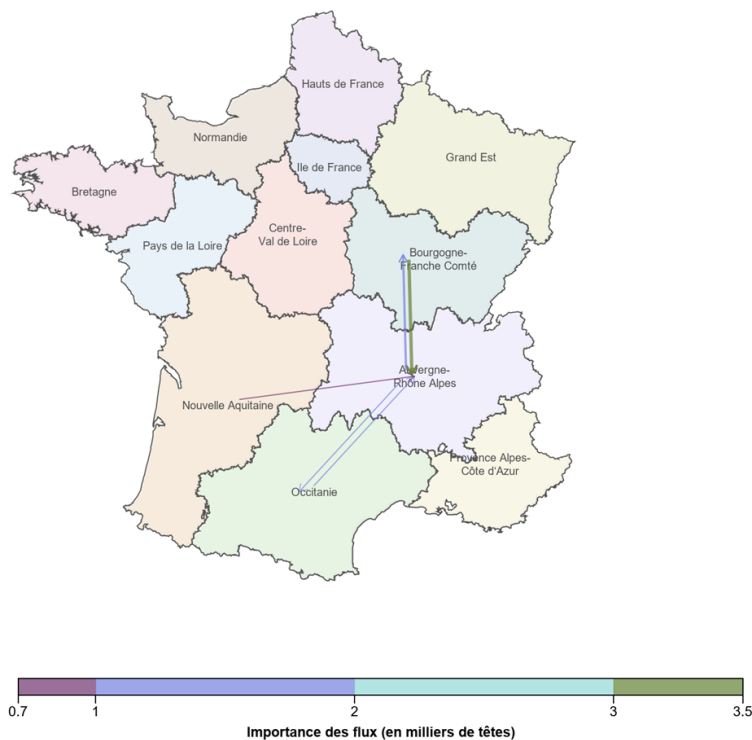 Hauts de France
Normandie
Grand Est
Ile de France
Bretagne
Centre-
Val de Loire
Pays de la Loire
Bourgogne-
Franche Comté
Auvergne-
Rhône Alpes
Nouvelle Aquitaine
Provence Alpes-
Côte d'Azur
Occitanie
0.7 1 2 3 3.5
Importance des flux (en milliers de têtes)